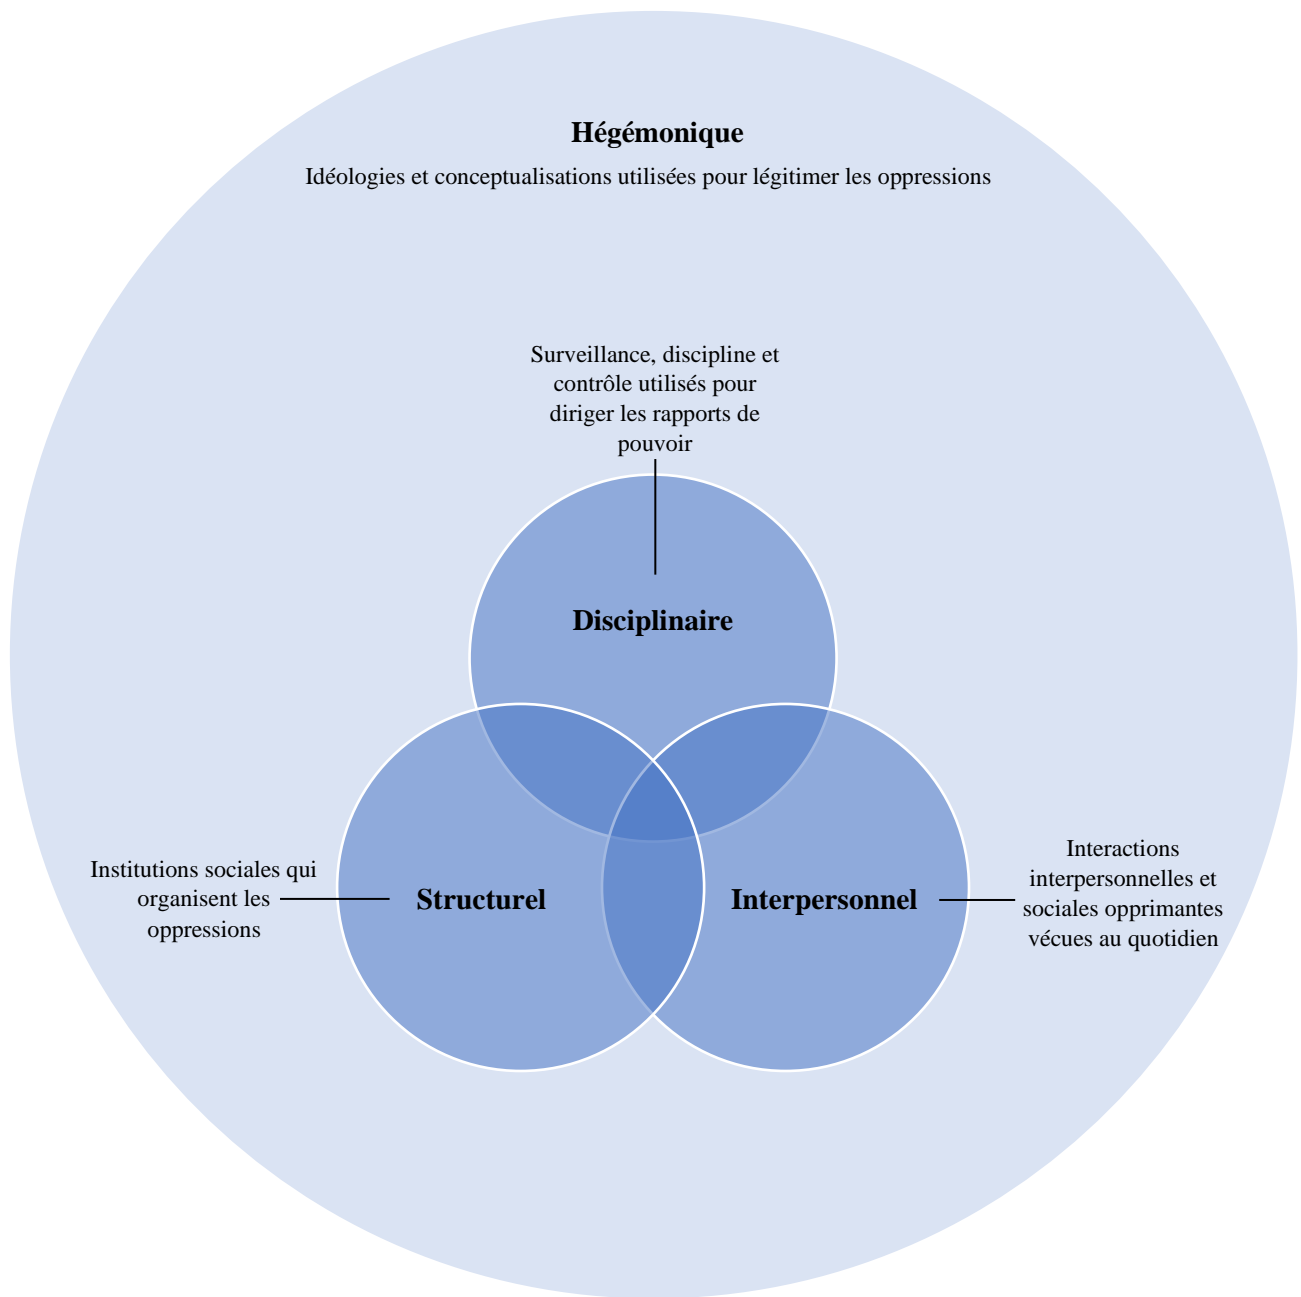 Hégémonique
Idéologies et conceptualisations utilisées pour légitimer les oppressions
Surveillance, discipline et
contrôle utilisés pour
diriger les rapports de
pouvoir
Disciplinaire
Institutions sociales qui
organisent les
oppressions
Structurel
Interpersonnel
Interactions
interpersonnelles et
sociales opprimantes
vécues au quotidien